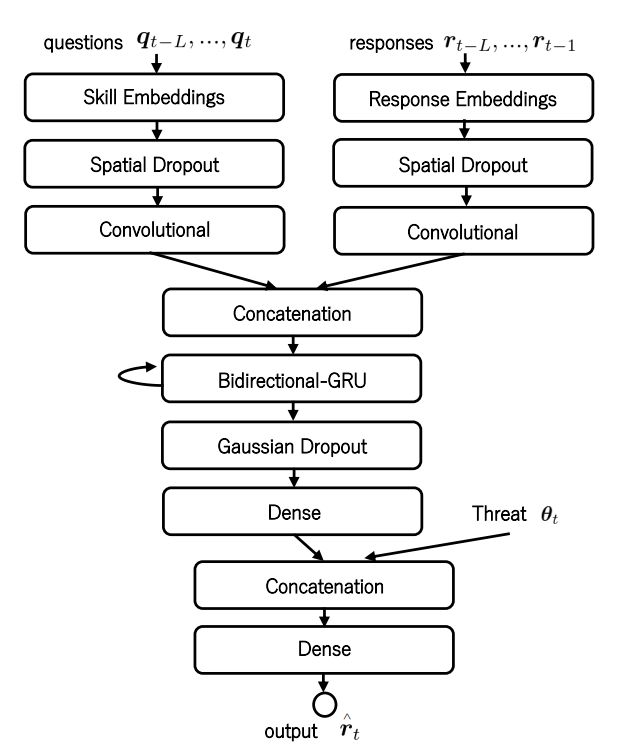 questions q_{t−L}, ..., q_t
responses r_{t−L}, ..., r_{t−1}
Skill Embeddings
Response Embeddings
Spatial Dropout
Spatial Dropout
Convolutional
Convolutional
Concatenation
Bidirectional-GRU
Gaussian Dropout
Dense
Threat θ_t
Concatenation
Dense
output r̂_t